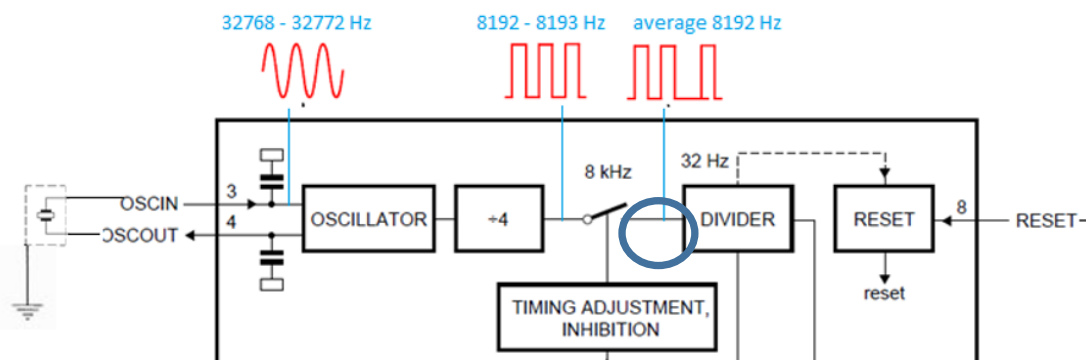 32768 - 32772 Hz
8192 - 8193 Hz
average 8192 Hz
8 kHz
32 Hz
OSCIN
3
4
OSCOUT
OSCILLATOR
÷4
DIVIDER
RESET
8
RESET
reset
TIMING ADJUSTMENT,
INHIBITION